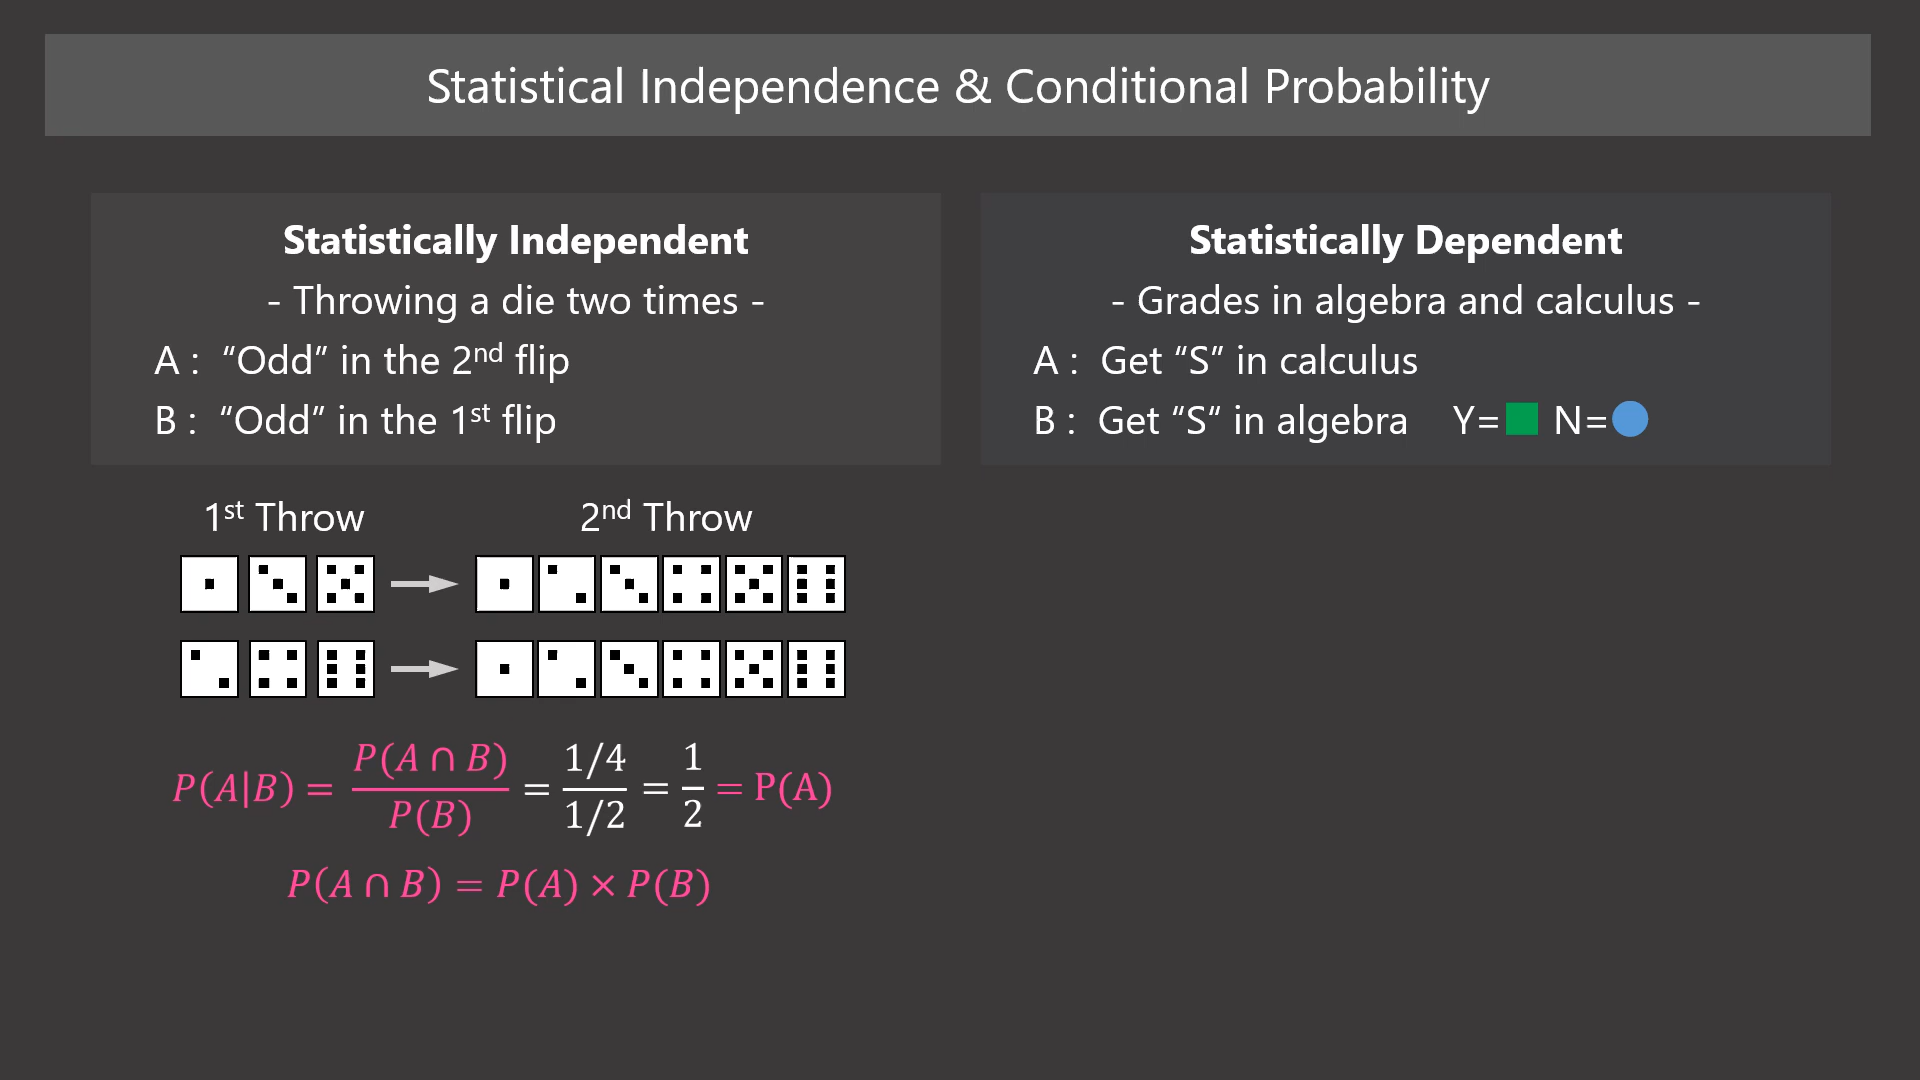 Statistical Independence & Conditional Probability
Statistically Independent
- Throwing a die two times -
A :  “Odd” in the 2nd flip
B :  “Odd” in the 1st flip
Statistically Dependent
- Grades in algebra and calculus -
A :  Get “S” in calculus
B :  Get “S“ in algebra    Y= N=
1st Throw
2nd Throw
P(A|B) = P(A ∩ B) / P(B) = 1/4 / 1/2 = 1/2 = P(A)
P(A ∩ B) = P(A) × P(B)